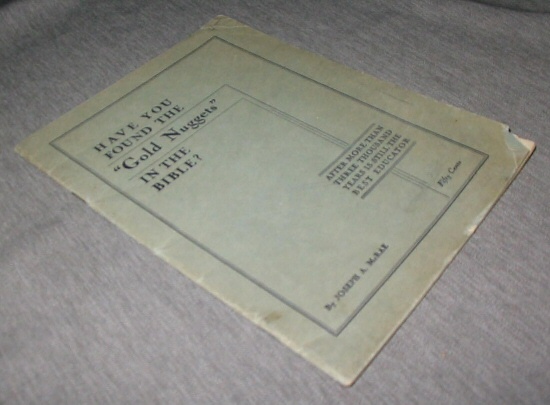 HAVE YOU
FOUND THE
"Gold Nuggets"
IN THE
BIBLE?
AFTER MORE THAN
THREE THOUSAND
YEARS IS STILL THE
BEST EDUCATOR
Fifty Cents
By JOSEPH A. McRAE